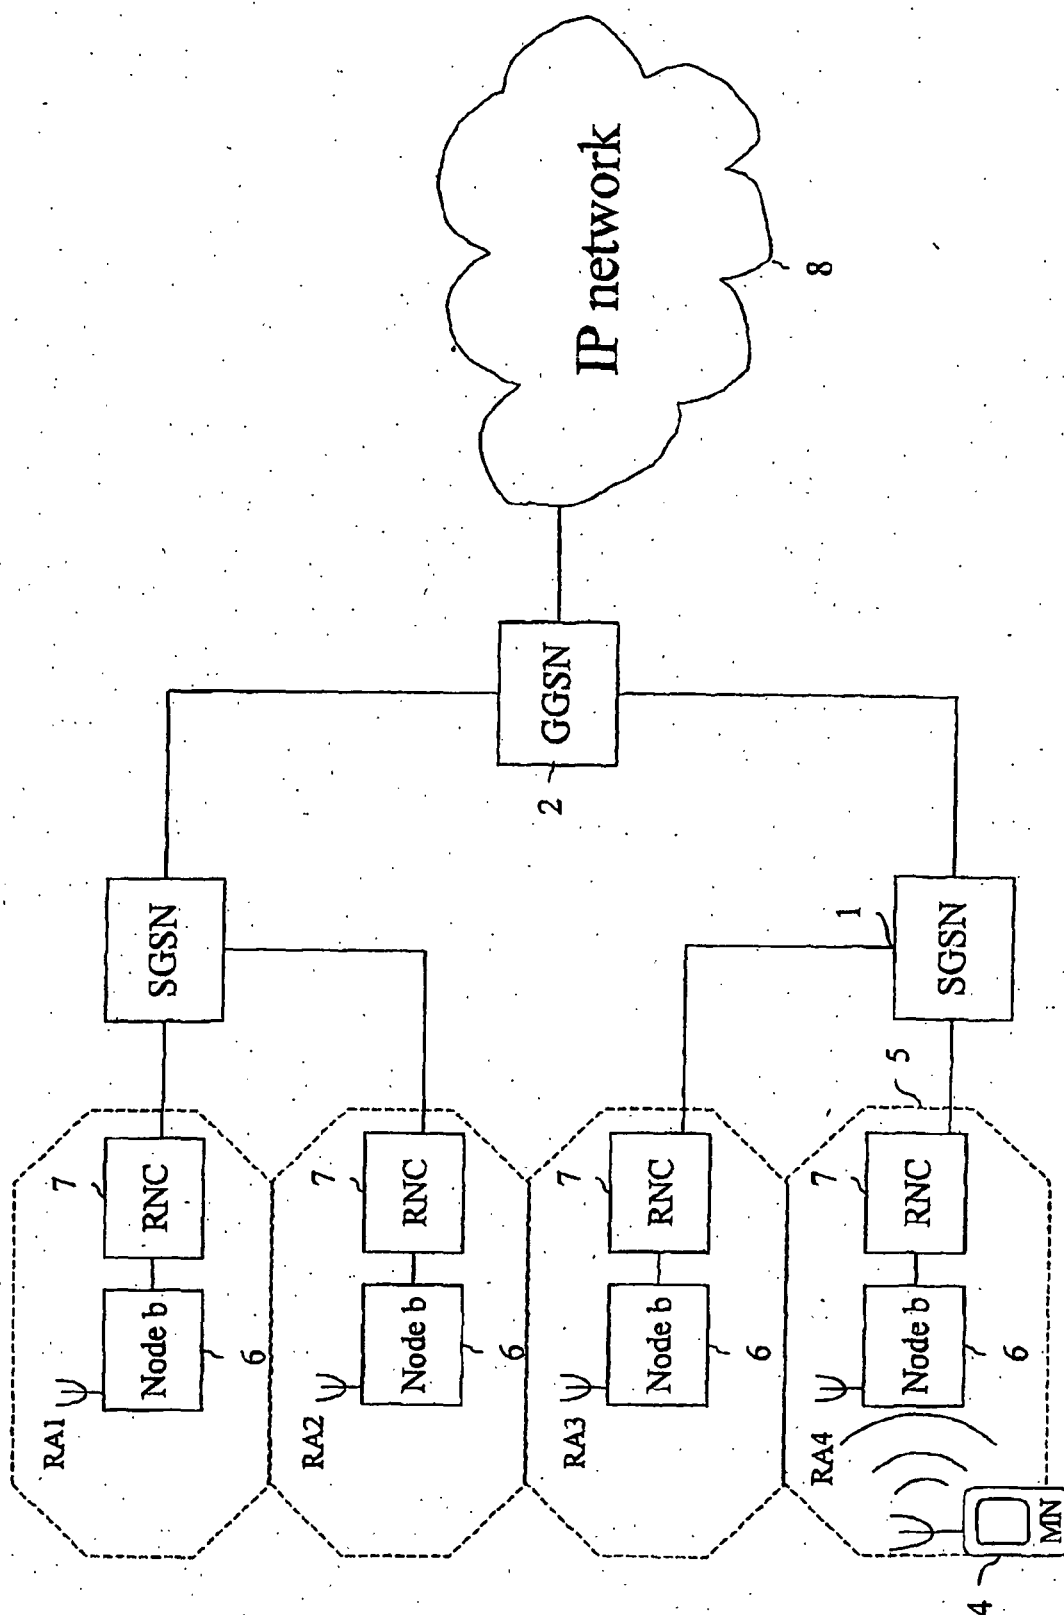 RA1
Node b
6
RNC
7
SGSN
RA2
Node b
6
RNC
7
GGSN
2
IP network
8
RA3
Node b
6
RNC
7
SGSN
1
RA4
Node b
6
RNC
7
5
MN
4